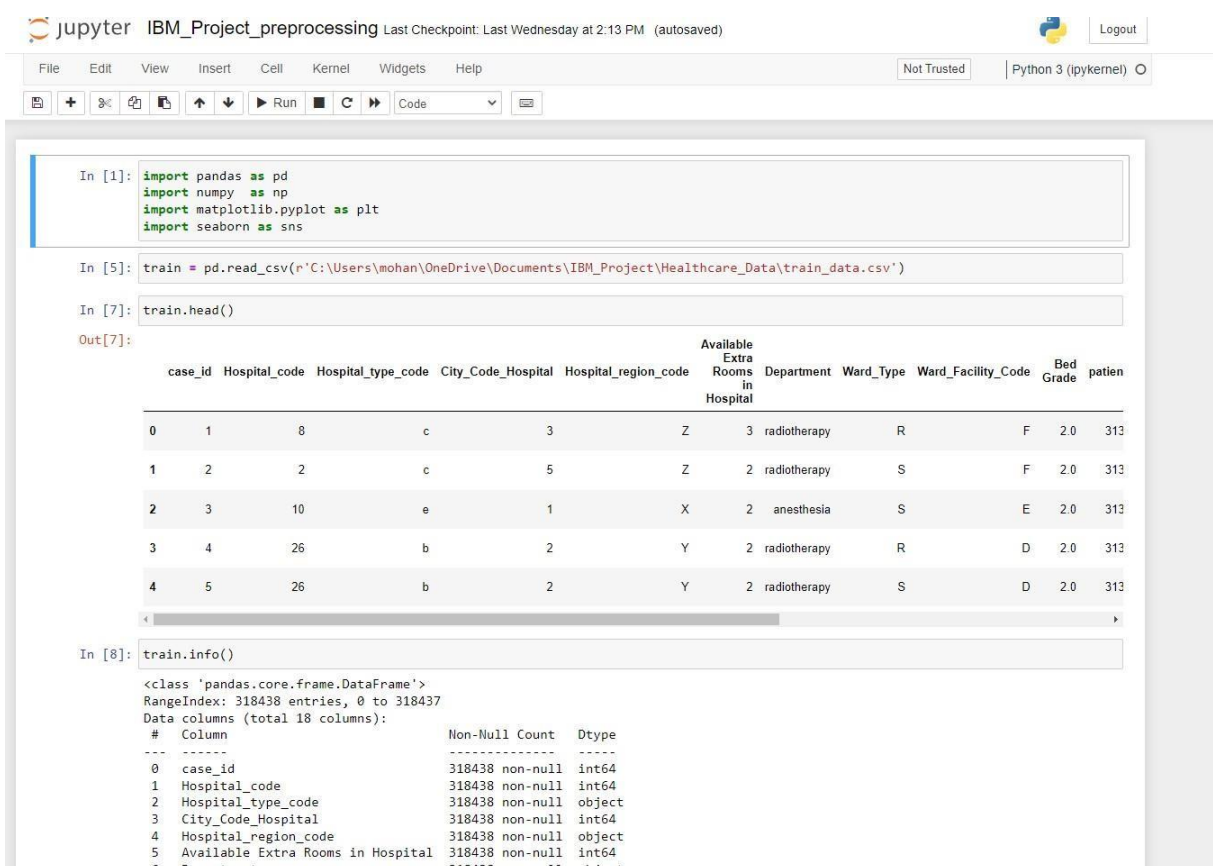 jupyter IBM_Project_preprocessing Last Checkpoint: Last Wednesday at 2:13 PM (autosaved)
Logout
File Edit View Insert Cell Kernel Widgets Help Not Trusted Python 3 (ipykernel)
Run Code
In [1]: import pandas as pd
import numpy as np
import matplotlib.pyplot as plt
import seaborn as sns
In [5]: train = pd.read_csv(r'C:\Users\mohan\OneDrive\Documents\IBM_Project\Healthcare_Data\train_data.csv')
In [7]: train.head()
Out[7]:
case_id Hospital_code Hospital_type_code City_Code_Hospital Hospital_region_code Available Extra Rooms in Hospital Department Ward_Type Ward_Facility_Code Bed Grade patien
0 1 8 c 3 Z 3 radiotherapy R F 2.0 313
1 2 2 c 5 Z 2 radiotherapy S F 2.0 313
2 3 10 e 1 X 2 anesthesia S E 2.0 313
3 4 26 b 2 Y 2 radiotherapy R D 2.0 313
4 5 26 b 2 Y 2 radiotherapy S D 2.0 313
In [8]: train.info()
<class 'pandas.core.frame.DataFrame'>
RangeIndex: 318438 entries, 0 to 318437
Data columns (total 18 columns):
# Column Non-Null Count Dtype
--- ------ -------------- -----
0 case_id 318438 non-null int64
1 Hospital_code 318438 non-null int64
2 Hospital_type_code 318438 non-null object
3 City_Code_Hospital 318438 non-null int64
4 Hospital_region_code 318438 non-null object
5 Available Extra Rooms in Hospital 318438 non-null int64